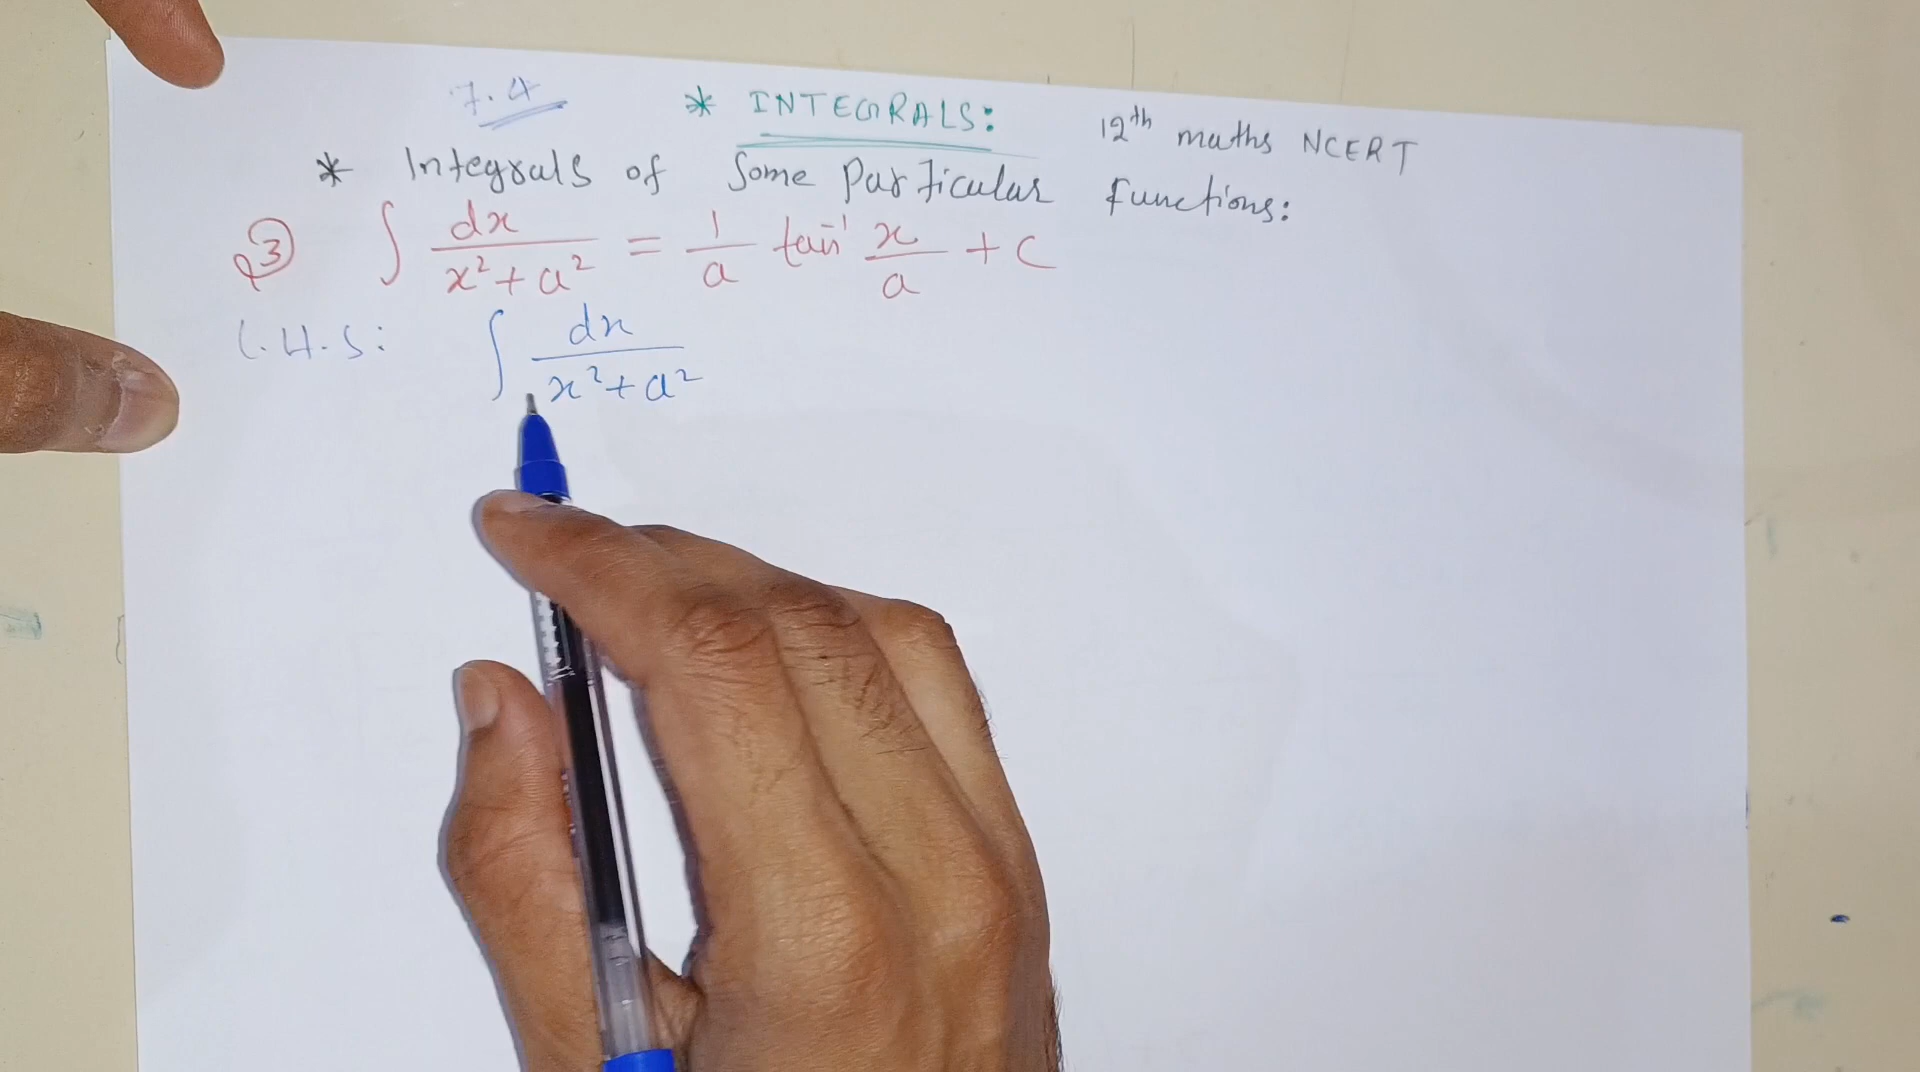 7.4 * INTEGRALS: 12th maths NCERT
* Integrals of Some Particular functions:
③ ∫ dx/(x²+a²) = 1/a tan⁻¹ x/a + C
L.H.S: ∫ dx/(x²+a²)